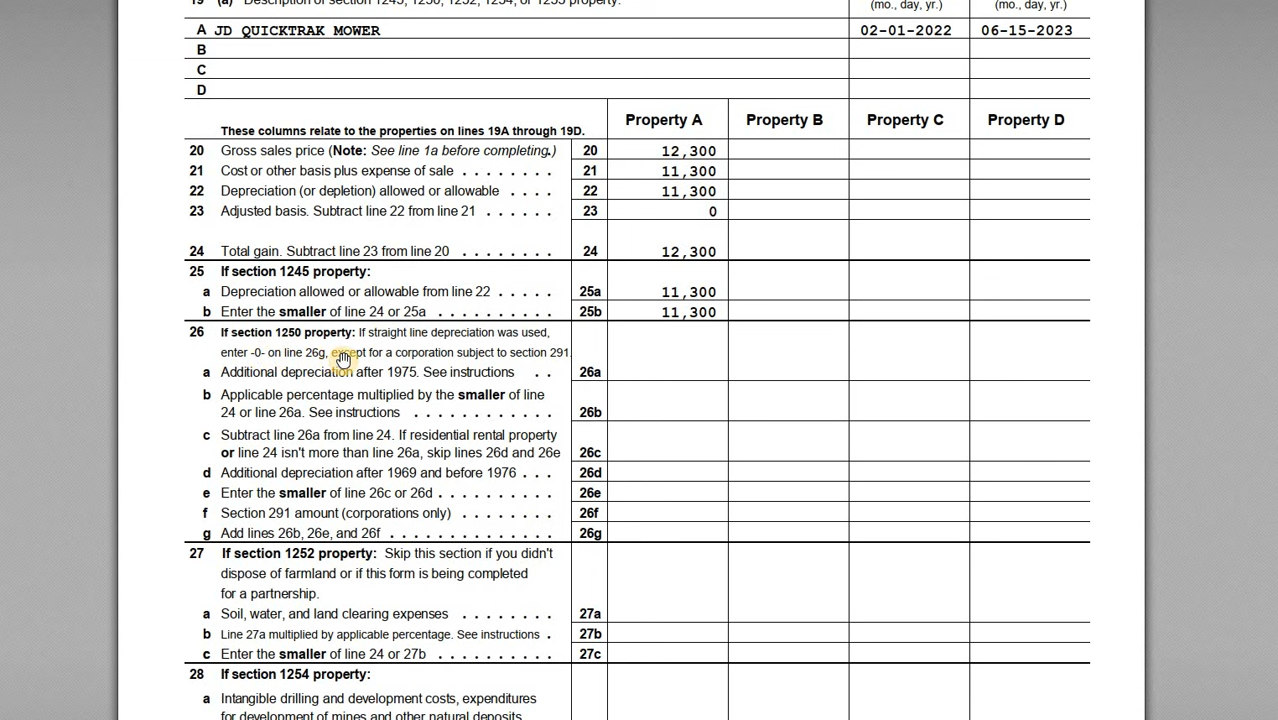 19 (a) Description of section 1245, 1250, 1252, 1254, or 1255 property:
(mo., day, yr.) (mo., day, yr.)
A JD QUICKTRAK MOWER 02-01-2022 06-15-2023
B
C
D
These columns relate to the properties on lines 19A through 19D. Property A Property B Property C Property D
20 Gross sales price (Note: See line 1a before completing.) 20 12,300
21 Cost or other basis plus expense of sale . . . . . . . . 21 11,300
22 Depreciation (or depletion) allowed or allowable . . . . 22 11,300
23 Adjusted basis. Subtract line 22 from line 21 . . . . . . 23 0
24 Total gain. Subtract line 23 from line 20 . . . . . . . . 24 12,300
25 If section 1245 property:
a Depreciation allowed or allowable from line 22 . . . . . 25a 11,300
b Enter the smaller of line 24 or 25a . . . . . . . . . . 25b 11,300
26 If section 1250 property: If straight line depreciation was used,
enter -0- on line 26g, except for a corporation subject to section 291.
a Additional depreciation after 1975. See instructions . . 26a
b Applicable percentage multiplied by the smaller of line
24 or line 26a. See instructions . . . . . . . . . . . . 26b
c Subtract line 26a from line 24. If residential rental property
or line 24 isn't more than line 26a, skip lines 26d and 26e 26c
d Additional depreciation after 1969 and before 1976 . . . 26d
e Enter the smaller of line 26c or 26d . . . . . . . . . . 26e
f Section 291 amount (corporations only) . . . . . . . . 26f
g Add lines 26b, 26e, and 26f . . . . . . . . . . . . . . 26g
27 If section 1252 property: Skip this section if you didn't
dispose of farmland or if this form is being completed
for a partnership.
a Soil, water, and land clearing expenses . . . . . . . . 27a
b Line 27a multiplied by applicable percentage. See instructions . 27b
c Enter the smaller of line 24 or 27b . . . . . . . . . . 27c
28 If section 1254 property:
a Intangible drilling and development costs, expenditures
for development of mines and other natural deposits,